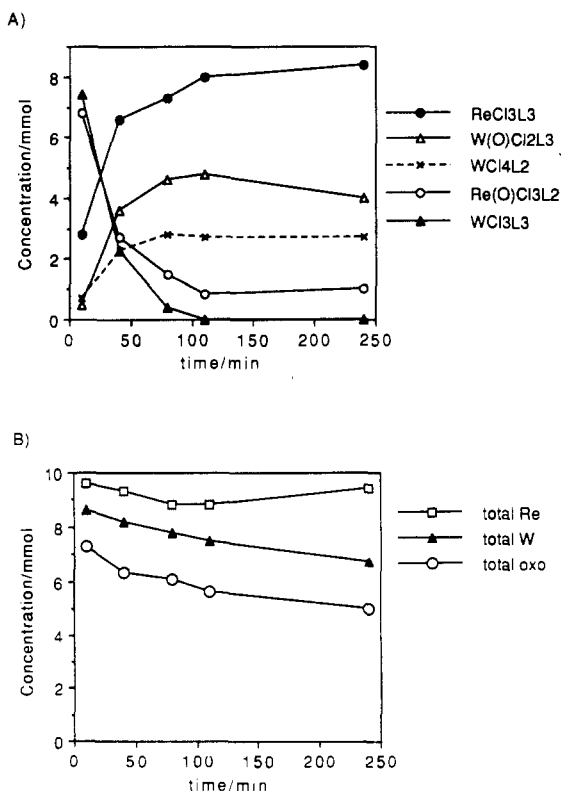 A)
8
6
4
2
0
Concentration/mmol
0 50 100 150 200 250
time/min
ReCl3L3
W(O)Cl2L3
WCl4L2
Re(O)Cl3L2
WCl3L3
B)
10
8
6
4
2
0
Concentration/mmol
0 50 100 150 200 250
time/min
total Re
total W
total oxo